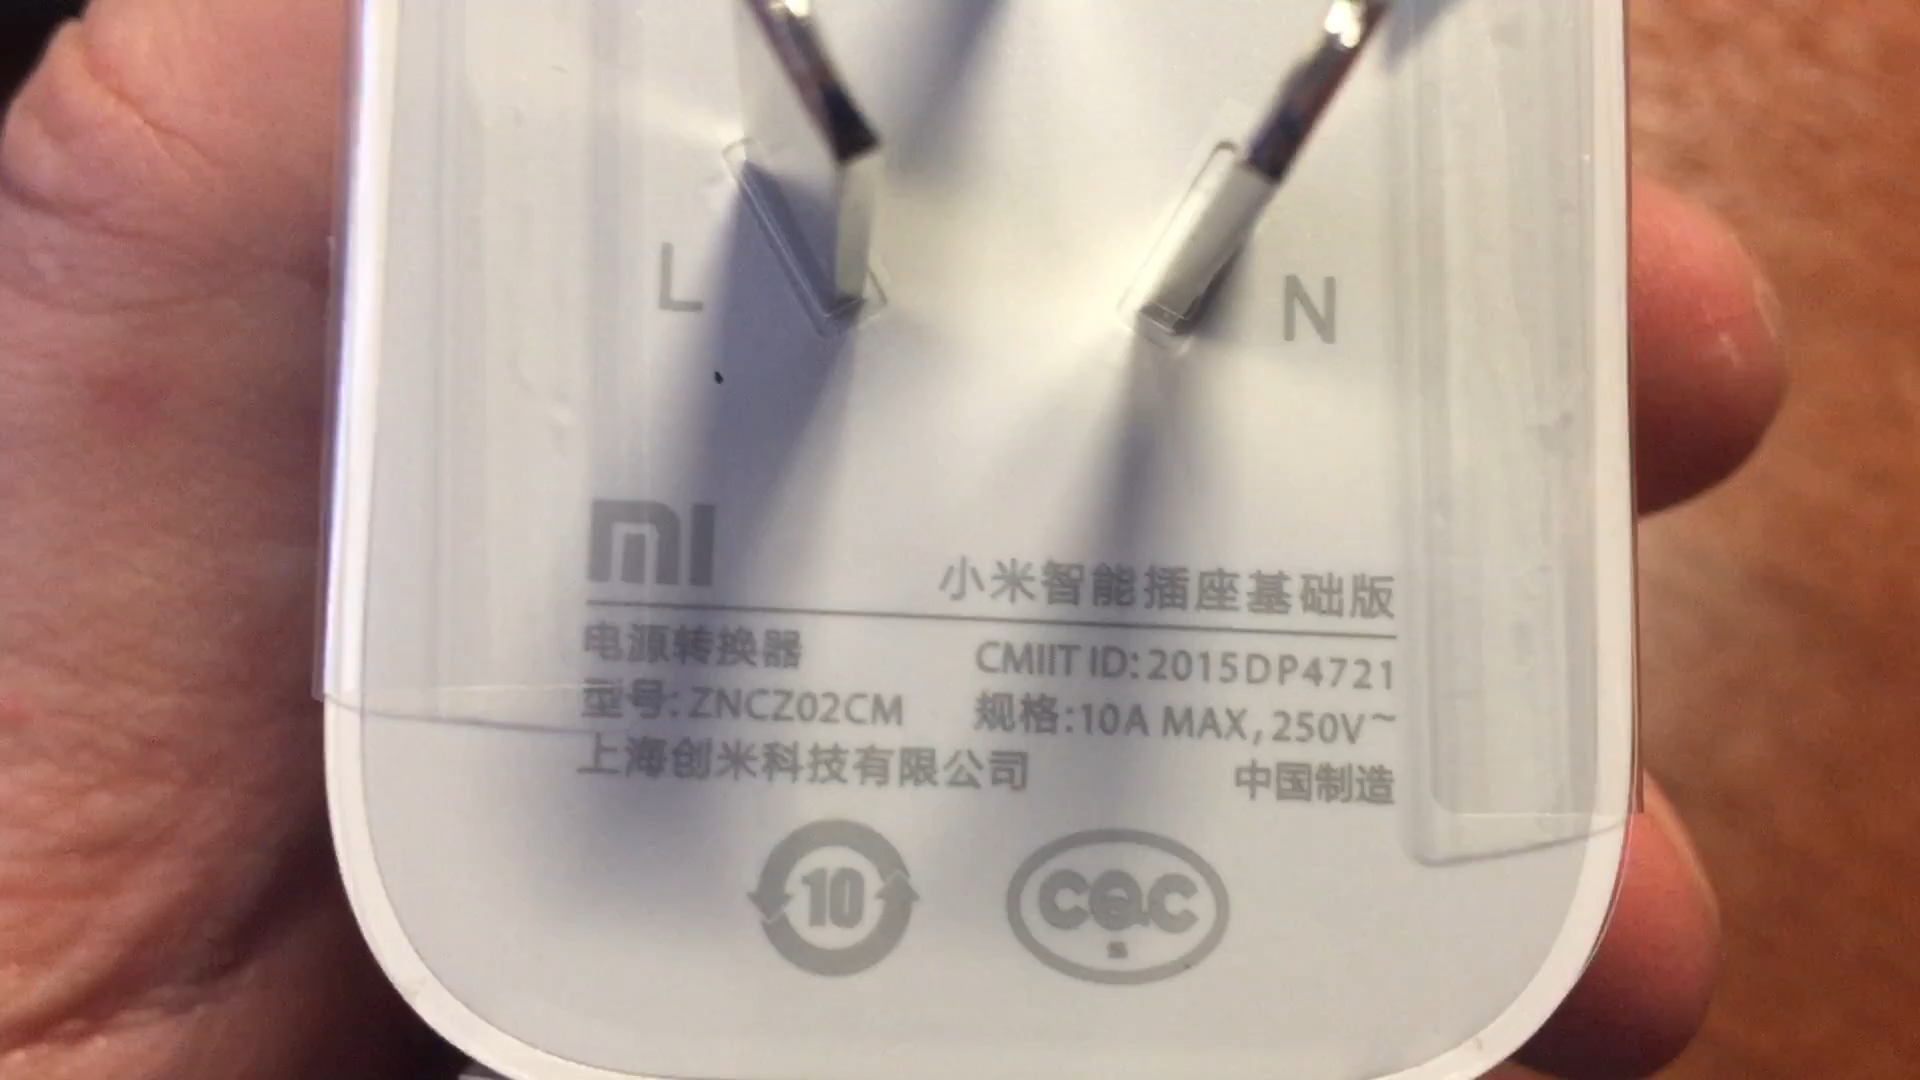 L
N
mi
小米智能插座基础版
电源转换器
CMIIT ID: 2015DP4721
型号: ZNCZ02CM
规格:10A MAX, 250V~
上海创米科技有限公司
中国制造
10
CQC